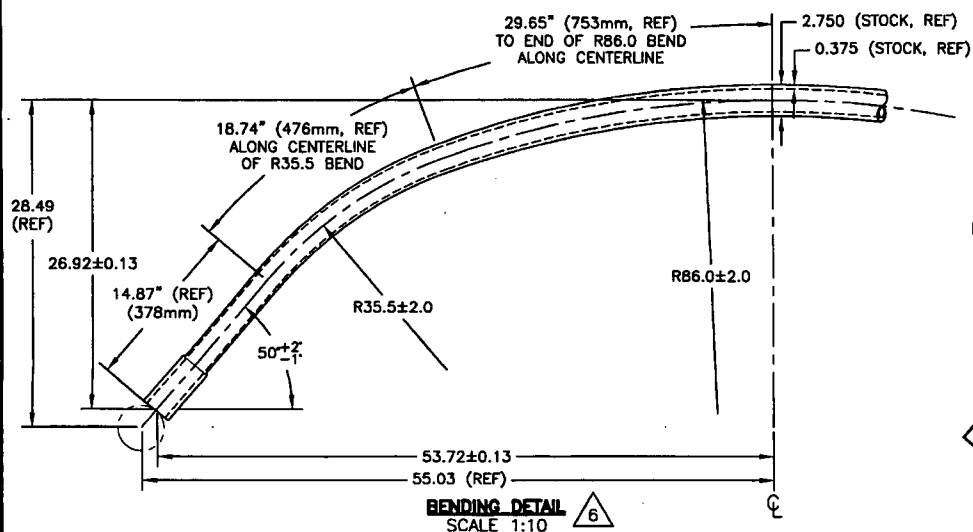 29.65" (753mm, REF)
TO END OF R86.0 BEND
ALONG CENTERLINE
2.750 (STOCK, REF)
0.375 (STOCK, REF)
18.74" (476mm, REF)
ALONG CENTERLINE
OF R35.5 BEND
28.49
(REF)
26.92±0.13
14.87" (REF)
(378mm)
R35.5±2.0
R86.0±2.0
50°+2°
-1°
53.72±0.13
55.03 (REF)
BENDING DETAIL
SCALE 1:10
6
℄